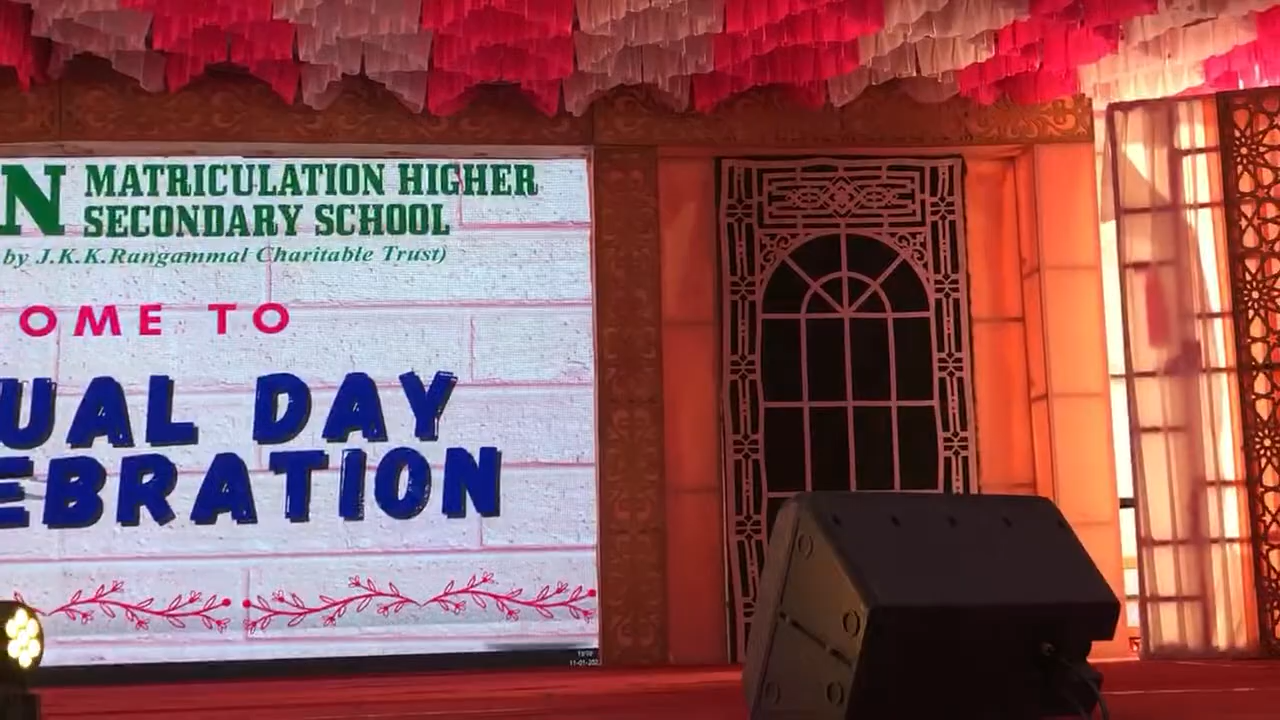 N MATRICULATION HIGHER
SECONDARY SCHOOL
by J.K.K.Rangammal Charitable Trust)
OME TO
UAL DAY
EBRATION